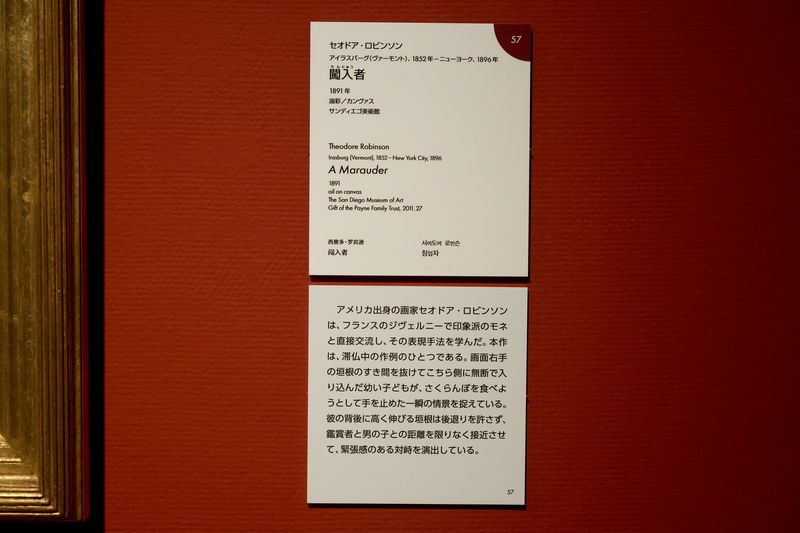 57
セオドア・ロビンソン
アイラスバーグ(ヴァーモント)、1852年－ニューヨーク、1896年
ちんにゅう
闖入者
1891年
油彩／カンヴァス
サンディエゴ美術館
Theodore Robinson
Irasburg (Vermont), 1852 – New York City, 1896
A Marauder
1891
oil on canvas
The San Diego Museum of Art
Gift of the Payne Family Trust, 2011.27
西奥多・罗宾逊
闯入者
시어도어 로빈슨
침입자
アメリカ出身の画家セオドア・ロビンソン
は、フランスのジヴェルニーで印象派のモネ
と直接交流し、その表現手法を学んだ。本作
は、滞仏中の作例のひとつである。画面右手
の垣根のすき間を抜けてこちら側に無断で入
り込んだ幼い子どもが、さくらんぼを食べよ
うとして手を止めた一瞬の情景を捉えている。
彼の背後に高く伸びる垣根は後退りを許さず、
鑑賞者と男の子との距離を限りなく接近させ
て、緊張感のある対峙を演出している。
57